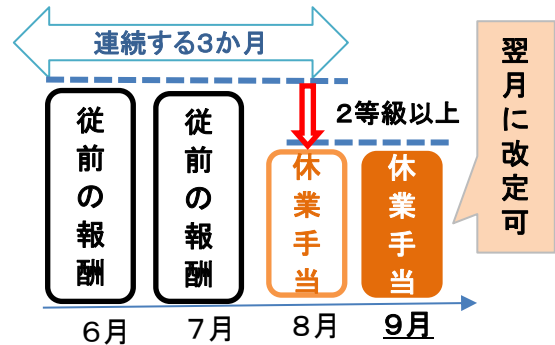 連続する3か月
2等級以上
翌月に改定可
従前の報酬
従前の報酬
休業手当
休業手当
6月
7月
8月
9月